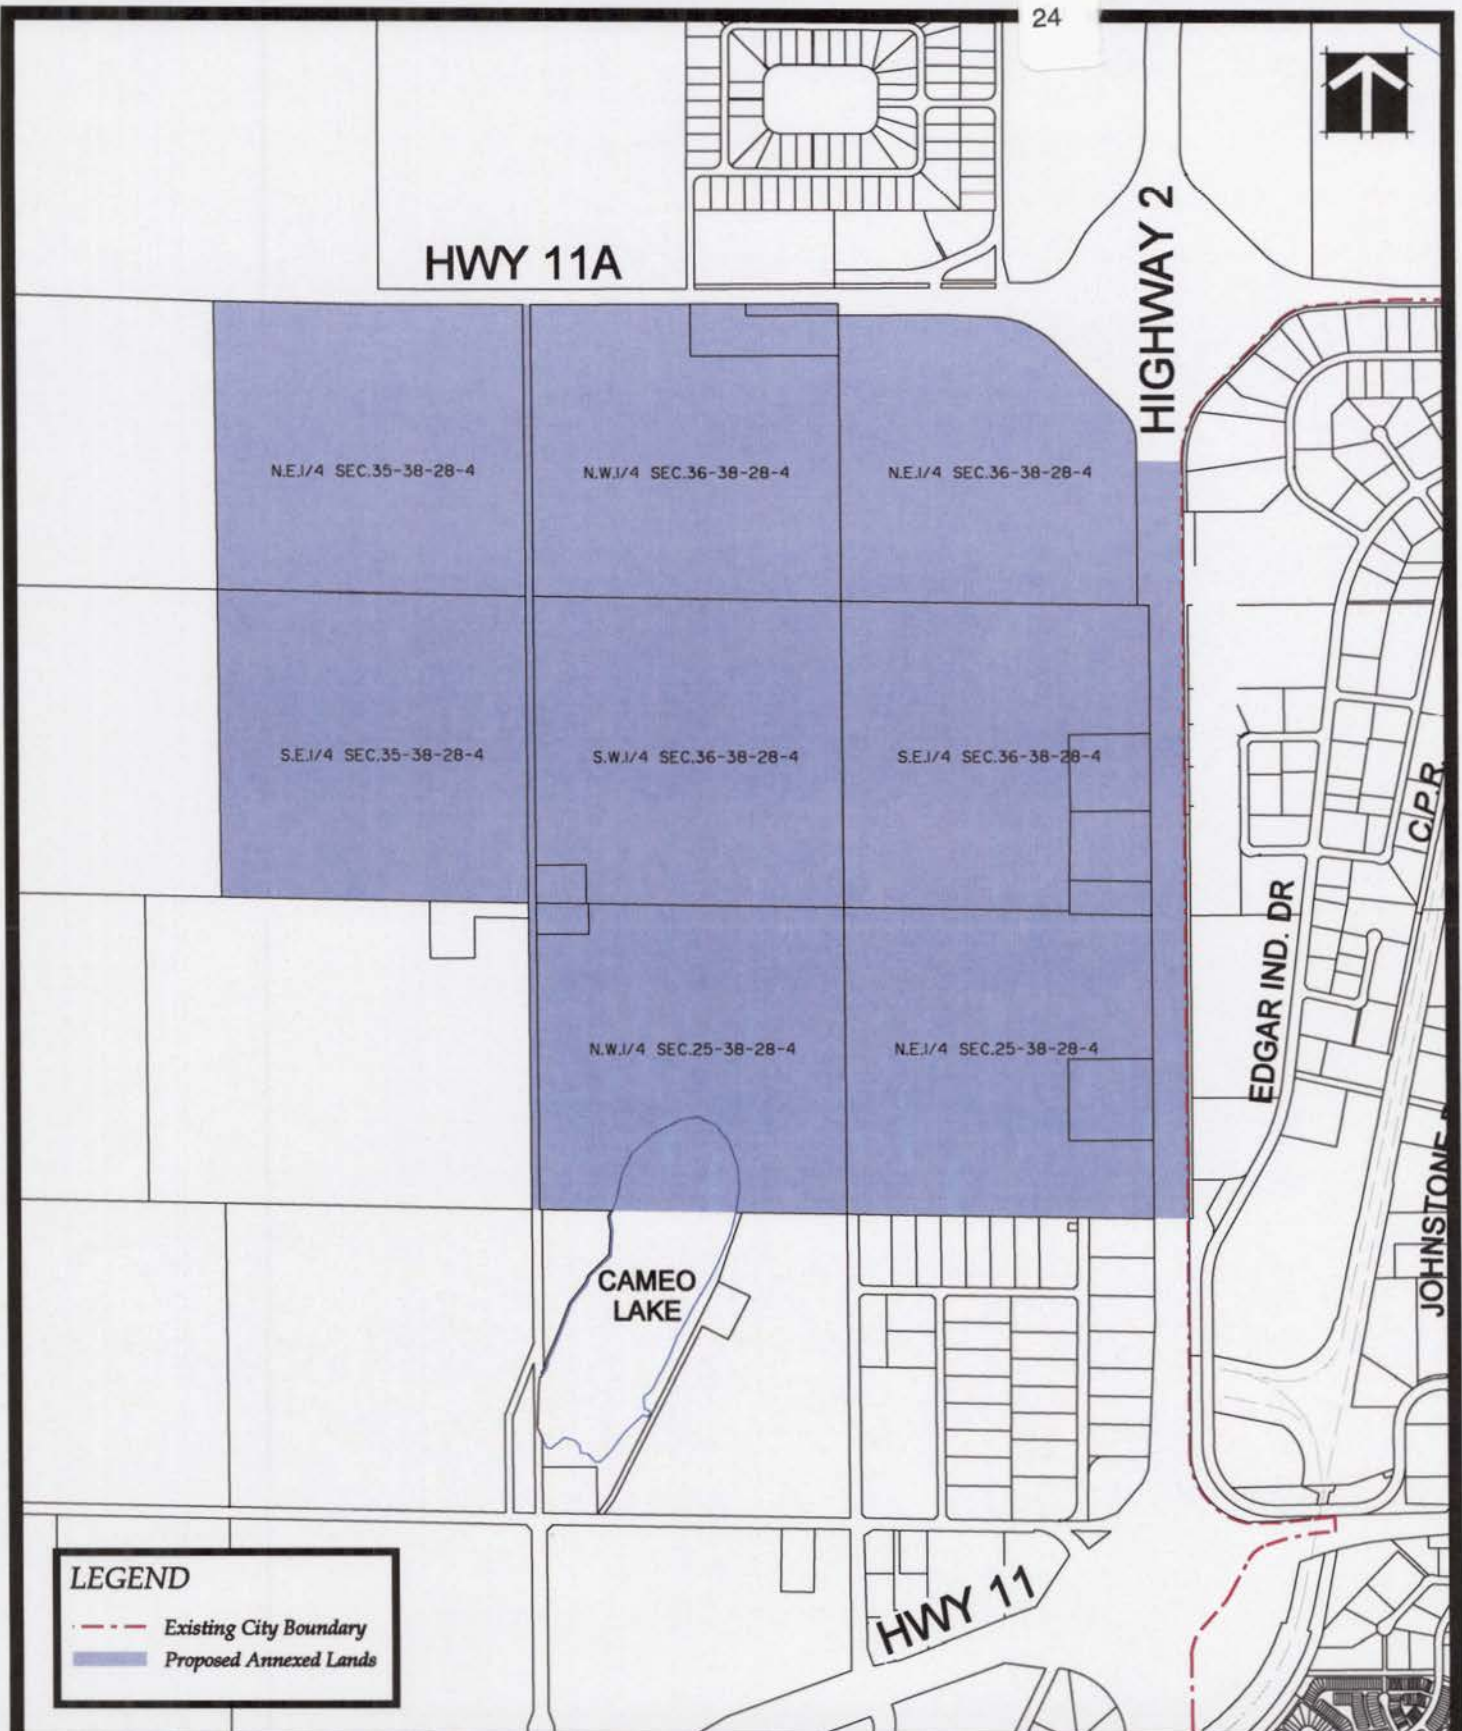 24
HWY 11A
HIGHWAY 2
N.E.1/4 SEC.35-38-28-4
N.W.1/4 SEC.36-38-28-4
N.E.1/4 SEC.36-38-28-4
S.E.1/4 SEC.35-38-28-4
S.W.1/4 SEC.36-38-28-4
S.E.1/4 SEC.36-38-28-4
C.P.R.
EDGAR IND. DR
N.W.1/4 SEC.25-38-28-4
N.E.1/4 SEC.25-38-28-4
JOHNSTONE
CAMEO
LAKE
HWY 11
LEGEND
Existing City Boundary
Proposed Annexed Lands